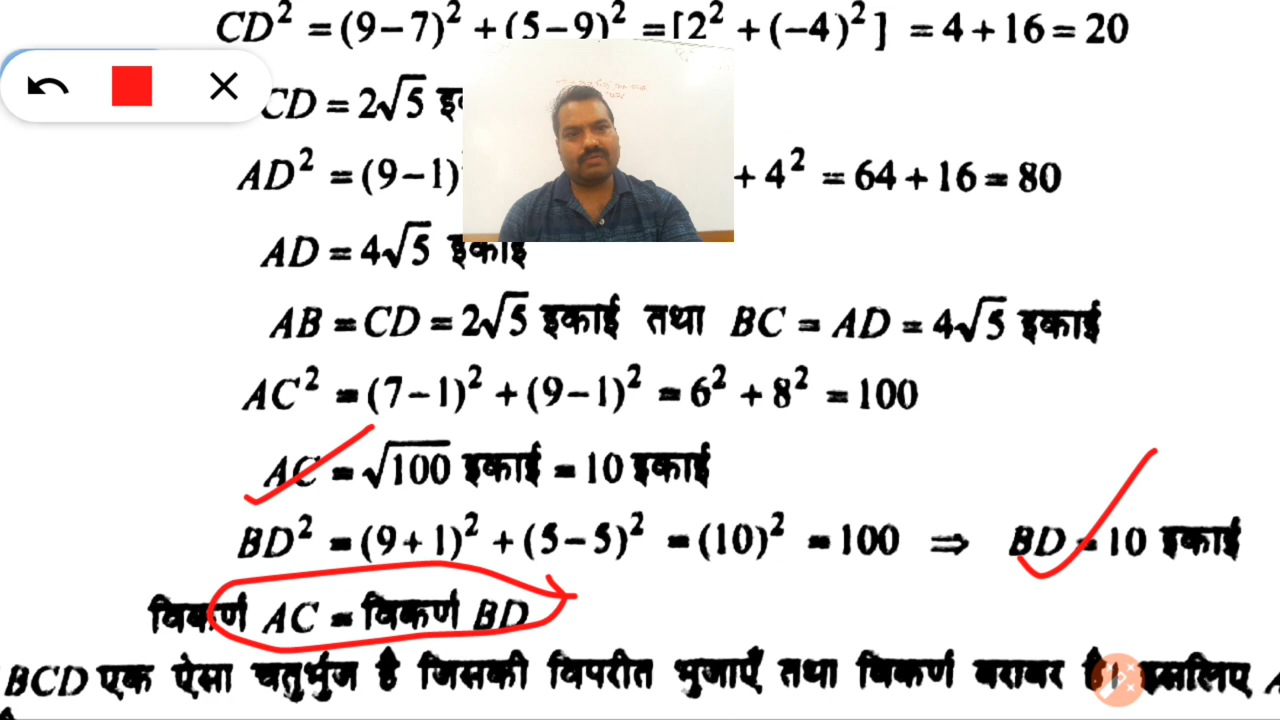 CD² = (9−7)² + (5−9)² = [2² + (−4)²] = 4 + 16 = 20
CD = 2√5
AD² = (9−1) + 4² = 64 + 16 = 80
AD = 4√5 इकाई
AB = CD = 2√5 इकाई तथा BC = AD = 4√5 इकाई
AC² = (7−1)² + (9−1)² = 6² + 8² = 100
AC = √100 इकाई = 10 इकाई
BD² = (9+1)² + (5−5)² = (10)² = 100 ⇒ BD = 10 इकाई
विकर्ण AC = विकर्ण BD
BCD एक ऐसा चतुर्भुज है जिसकी विपरीत भुजाएँ तथा विकर्ण बराबर है। इसलिए